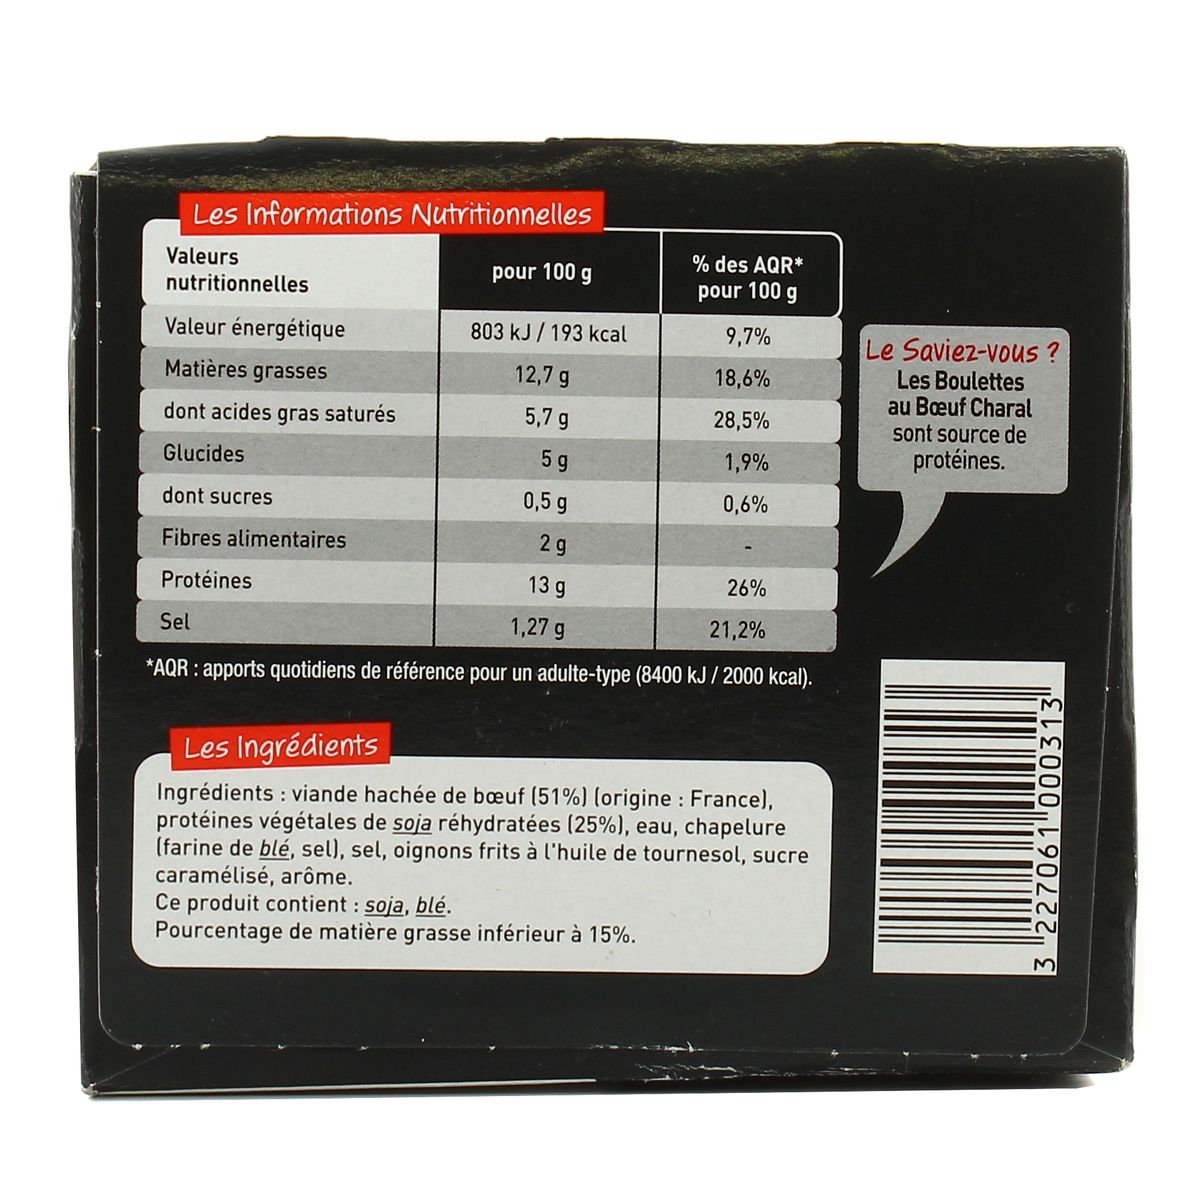 Les Informations Nutritionnelles
Valeurs nutritionnelles pour 100 g % des AQR* pour 100 g
Valeur énergétique 803 kJ / 193 kcal 9,7%
Matières grasses 12,7 g 18,6%
dont acides gras saturés 5,7 g 28,5%
Glucides 5 g 1,9%
dont sucres 0,5 g 0,6%
Fibres alimentaires 2 g -
Protéines 13 g 26%
Sel 1,27 g 21,2%
*AQR : apports quotidiens de référence pour un adulte-type (8400 kJ / 2000 kcal).
Le Saviez-vous ?
Les Boulettes
au Bœuf Charal
sont source de
protéines.
Les Ingrédients
Ingrédients : viande hachée de bœuf (51%) (origine : France),
protéines végétales de soja réhydratées (25%), eau, chapelure
(farine de blé, sel), sel, oignons frits à l'huile de tournesol, sucre
caramélisé, arôme.
Ce produit contient : soja, blé.
Pourcentage de matière grasse inférieur à 15%.
3 227061 000313